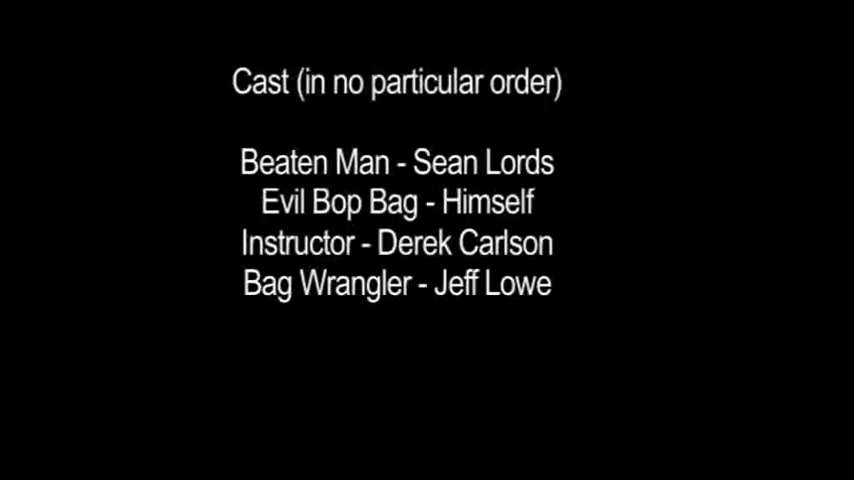 Cast (in no particular order)
Beaten Man - Sean Lords
Evil Bop Bag - Himself
Instructor - Derek Carlson
Bag Wrangler - Jeff Lowe